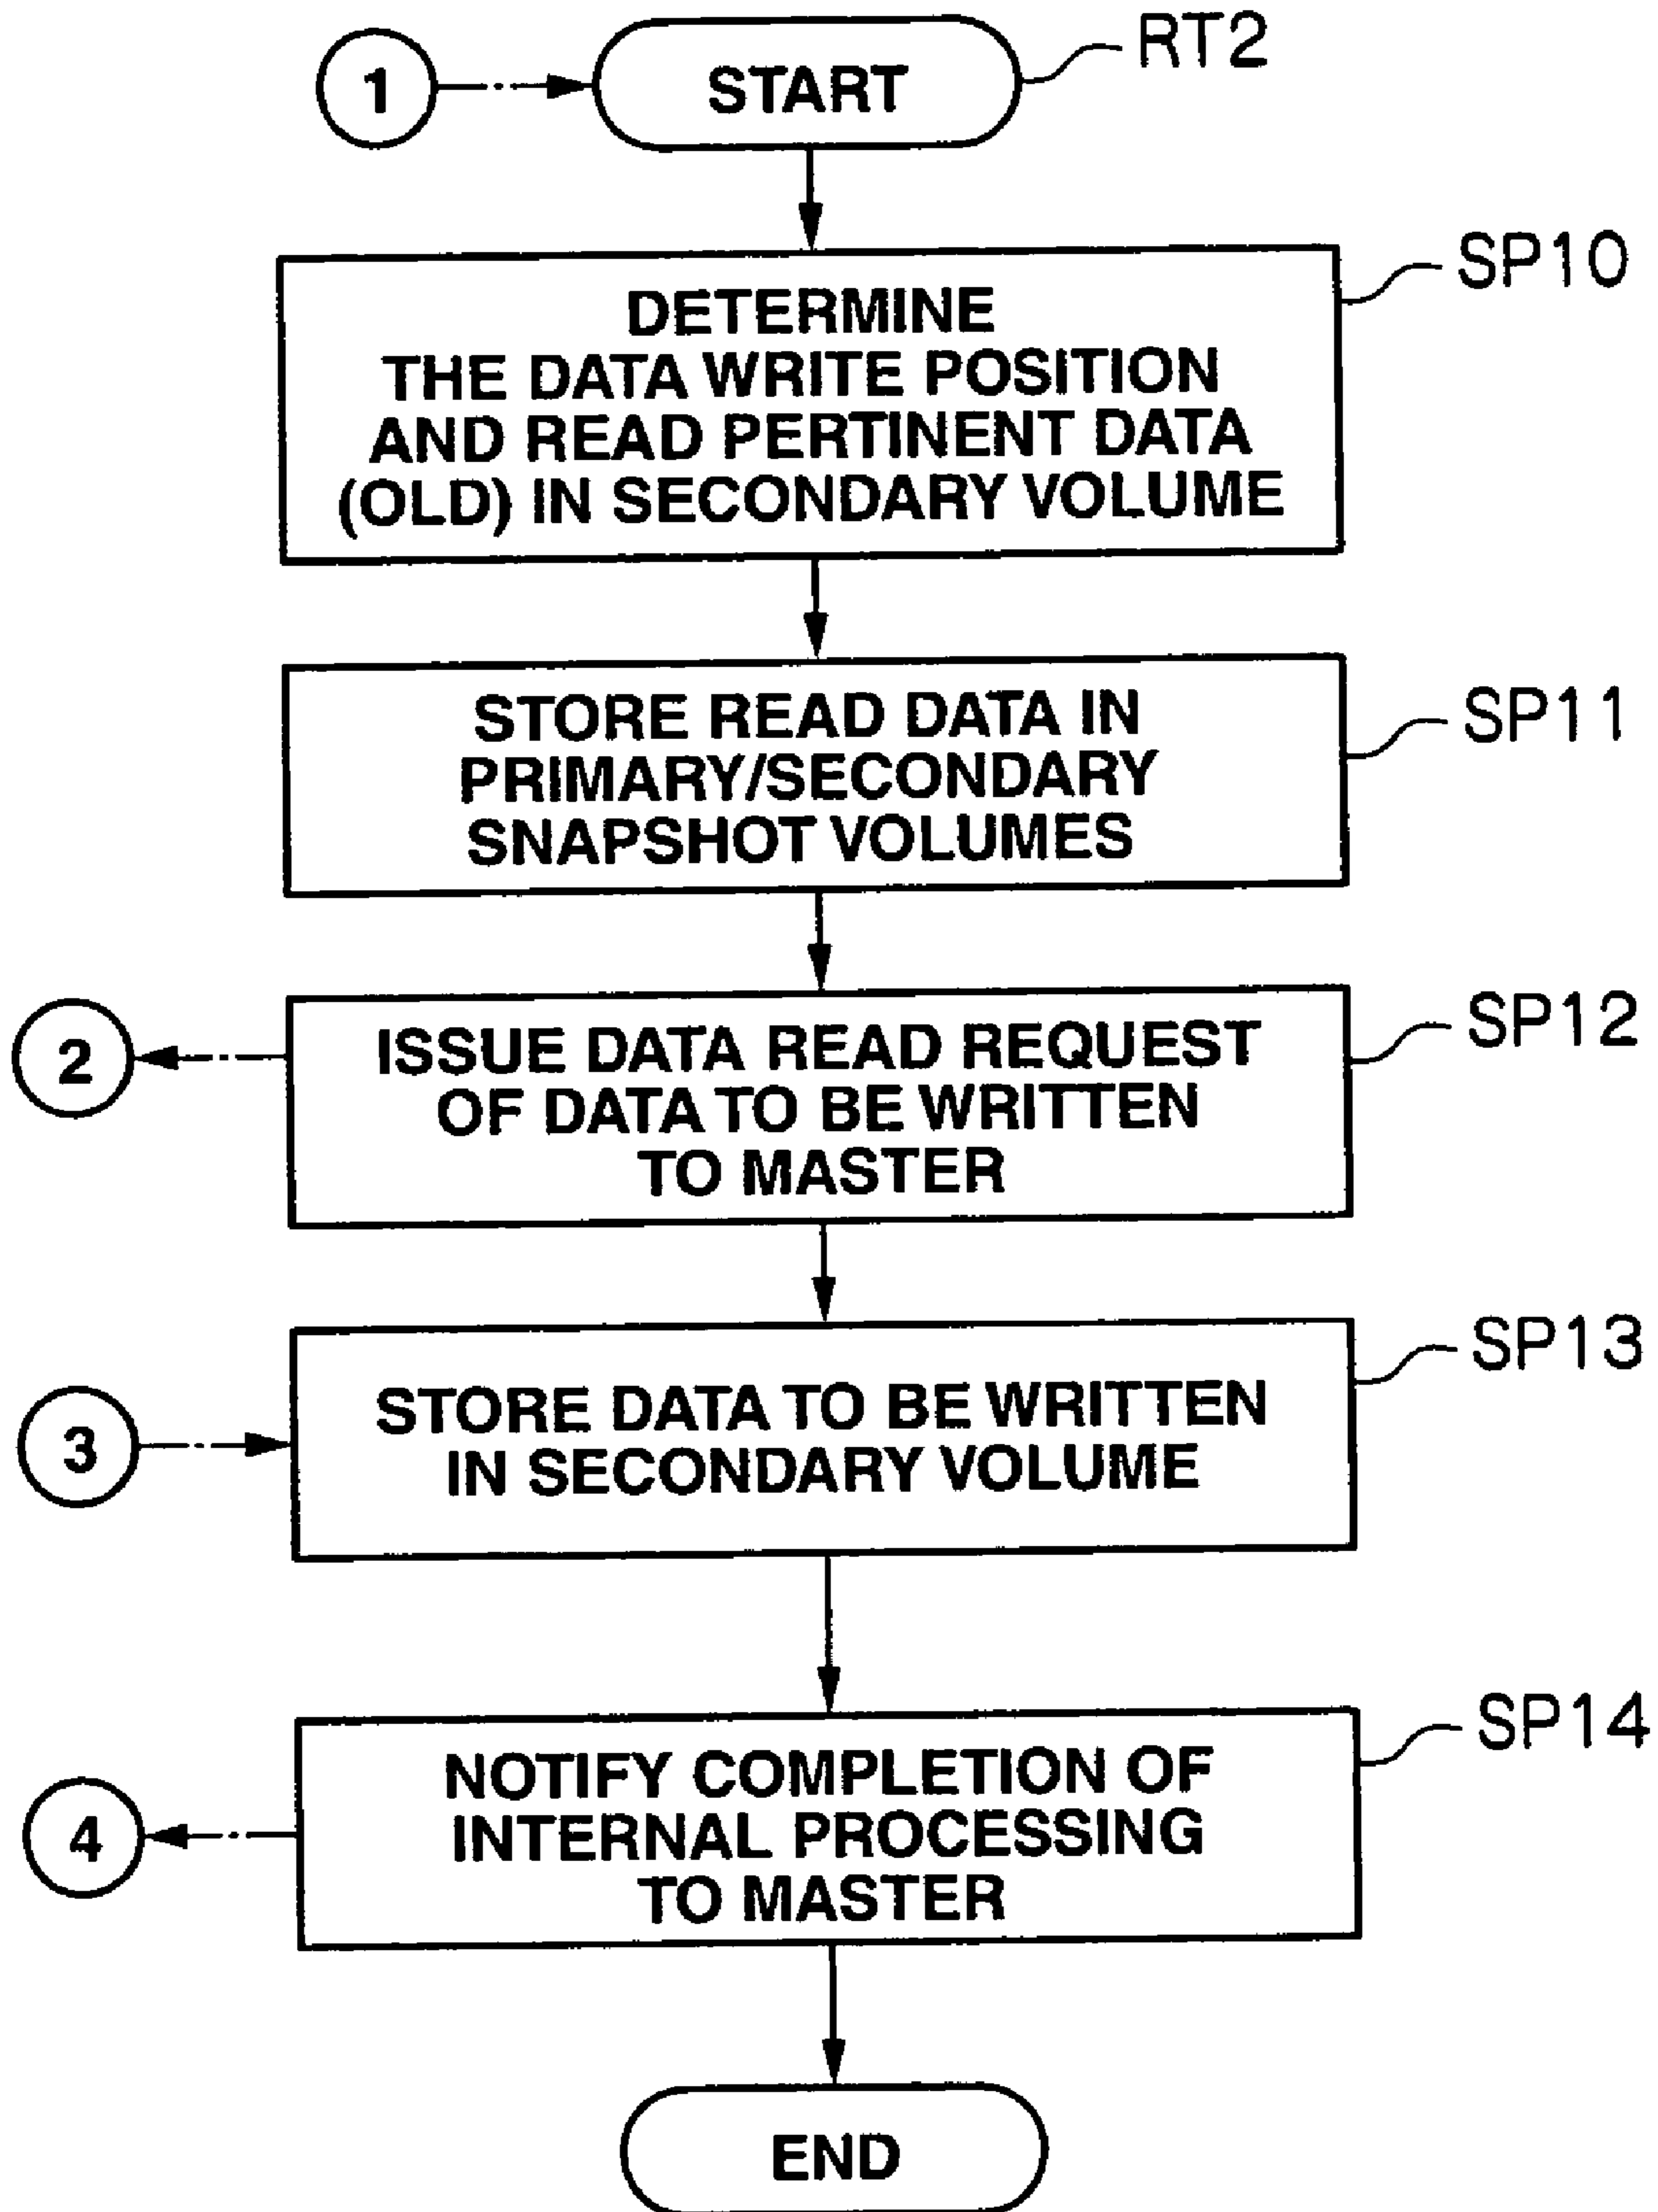 1
START
RT2
DETERMINE
THE DATA WRITE POSITION
AND READ PERTINENT DATA
(OLD) IN SECONDARY VOLUME
SP10
STORE READ DATA IN
PRIMARY/SECONDARY
SNAPSHOT VOLUMES
SP11
2
ISSUE DATA READ REQUEST
OF DATA TO BE WRITTEN
TO MASTER
SP12
3
STORE DATA TO BE WRITTEN
IN SECONDARY VOLUME
SP13
4
NOTIFY COMPLETION OF
INTERNAL PROCESSING
TO MASTER
SP14
END